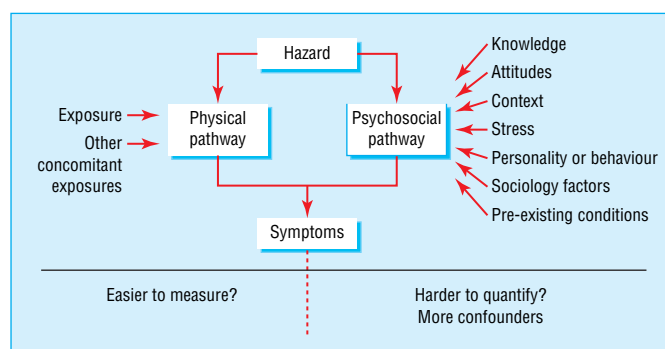 Hazard
Exposure
Other
concomitant
exposures
Physical
pathway
Psychosocial
pathway
Knowledge
Attitudes
Context
Stress
Personality or behaviour
Sociology factors
Pre-existing conditions
Symptoms
Easier to measure?
Harder to quantify?
More confounders